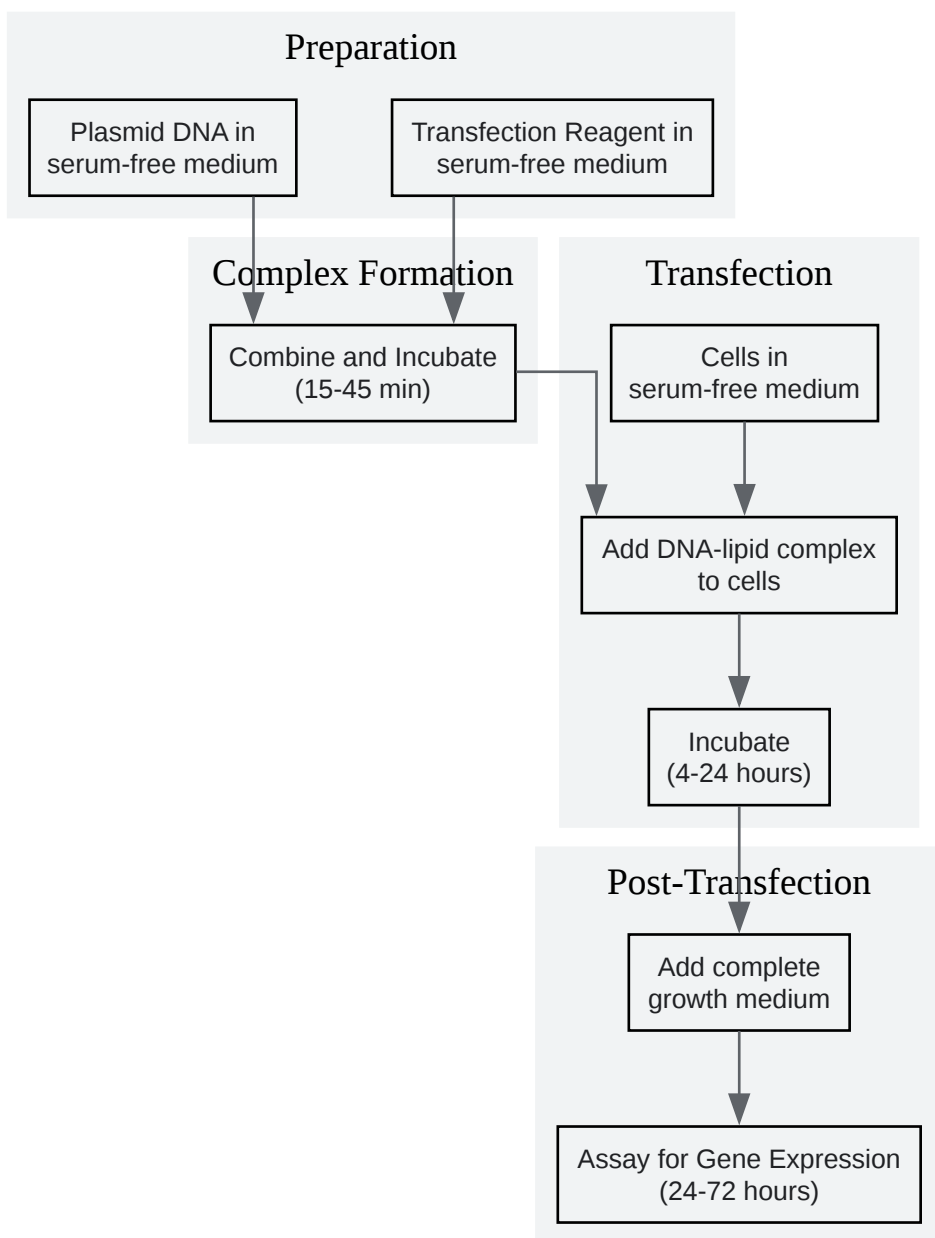 Preparation
Plasmid DNA in
serum-free medium
Transfection Reagent in
serum-free medium
Complex Formation
Combine and Incubate
(15-45 min)
Transfection
Cells in
serum-free medium
Add DNA-lipid complex
to cells
Incubate
(4-24 hours)
Post-Transfection
Add complete
growth medium
Assay for Gene Expression
(24-72 hours)